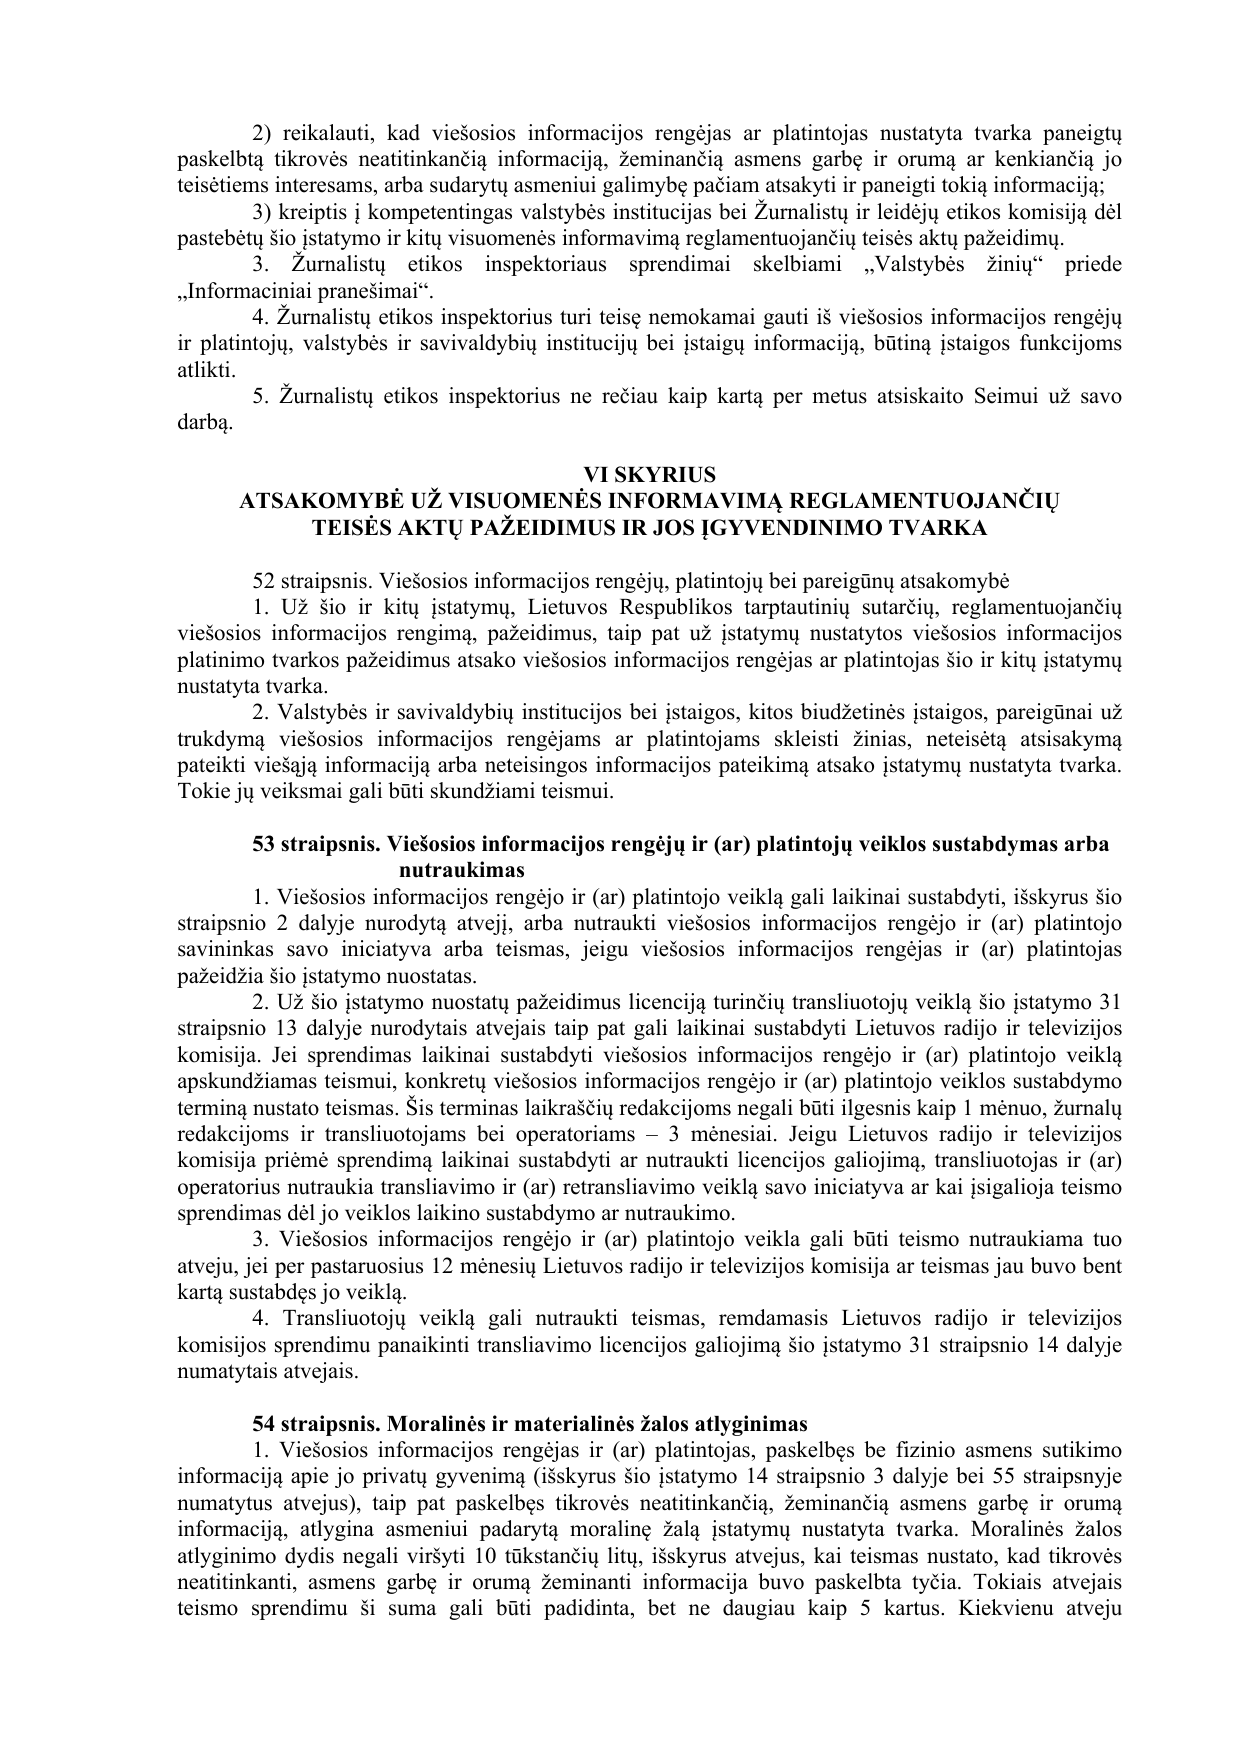 2) reikalauti, kad viešosios informacijos rengėjas ar platintojas nustatyta tvarka paneigtų
paskelbtą tikrovės neatitinkančią informaciją, žeminančią asmens garbę ir orumą ar kenkiančią jo
teisėtiems interesams, arba sudarytų asmeniui galimybę pačiam atsakyti ir paneigti tokią informaciją;
3) kreiptis į kompetentingas valstybės institucijas bei Žurnalistų ir leidėjų etikos komisiją dėl
pastebėtų šio įstatymo ir kitų visuomenės informavimą reglamentuojančių teisės aktų pažeidimų.
3. Žurnalistų etikos inspektoriaus sprendimai skelbiami „Valstybės žinių“ priede
„Informaciniai pranešimai“.
4. Žurnalistų etikos inspektorius turi teisę nemokamai gauti iš viešosios informacijos rengėjų
ir platintojų, valstybės ir savivaldybių institucijų bei įstaigų informaciją, būtiną įstaigos funkcijoms
atlikti.
5. Žurnalistų etikos inspektorius ne rečiau kaip kartą per metus atsiskaito Seimui už savo
darbą.
VI SKYRIUS
ATSAKOMYBĖ UŽ VISUOMENĖS INFORMAVIMĄ REGLAMENTUOJANČIŲ
TEISĖS AKTŲ PAŽEIDIMUS IR JOS ĮGYVENDINIMO TVARKA
52 straipsnis. Viešosios informacijos rengėjų, platintojų bei pareigūnų atsakomybė
1. Už šio ir kitų įstatymų, Lietuvos Respublikos tarptautinių sutarčių, reglamentuojančių
viešosios informacijos rengimą, pažeidimus, taip pat už įstatymų nustatytos viešosios informacijos
platinimo tvarkos pažeidimus atsako viešosios informacijos rengėjas ar platintojas šio ir kitų įstatymų
nustatyta tvarka.
2. Valstybės ir savivaldybių institucijos bei įstaigos, kitos biudžetinės įstaigos, pareigūnai už
trukdymą viešosios informacijos rengėjams ar platintojams skleisti žinias, neteisėtą atsisakymą
pateikti viešąją informaciją arba neteisingos informacijos pateikimą atsako įstatymų nustatyta tvarka.
Tokie jų veiksmai gali būti skundžiami teismui.
53 straipsnis. Viešosios informacijos rengėjų ir (ar) platintojų veiklos sustabdymas arba
nutraukimas
1. Viešosios informacijos rengėjo ir (ar) platintojo veiklą gali laikinai sustabdyti, išskyrus šio
straipsnio 2 dalyje nurodytą atvejį, arba nutraukti viešosios informacijos rengėjo ir (ar) platintojo
savininkas savo iniciatyva arba teismas, jeigu viešosios informacijos rengėjas ir (ar) platintojas
pažeidžia šio įstatymo nuostatas.
2. Už šio įstatymo nuostatų pažeidimus licenciją turinčių transliuotojų veiklą šio įstatymo 31
straipsnio 13 dalyje nurodytais atvejais taip pat gali laikinai sustabdyti Lietuvos radijo ir televizijos
komisija. Jei sprendimas laikinai sustabdyti viešosios informacijos rengėjo ir (ar) platintojo veiklą
apskundžiamas teismui, konkretų viešosios informacijos rengėjo ir (ar) platintojo veiklos sustabdymo
terminą nustato teismas. Šis terminas laikraščių redakcijoms negali būti ilgesnis kaip 1 mėnuo, žurnalų
redakcijoms ir transliuotojams bei operatoriams – 3 mėnesiai. Jeigu Lietuvos radijo ir televizijos
komisija priėmė sprendimą laikinai sustabdyti ar nutraukti licencijos galiojimą, transliuotojas ir (ar)
operatorius nutraukia transliavimo ir (ar) retransliavimo veiklą savo iniciatyva ar kai įsigalioja teismo
sprendimas dėl jo veiklos laikino sustabdymo ar nutraukimo.
3. Viešosios informacijos rengėjo ir (ar) platintojo veikla gali būti teismo nutraukiama tuo
atveju, jei per pastaruosius 12 mėnesių Lietuvos radijo ir televizijos komisija ar teismas jau buvo bent
kartą sustabdęs jo veiklą.
4. Transliuotojų veiklą gali nutraukti teismas, remdamasis Lietuvos radijo ir televizijos
komisijos sprendimu panaikinti transliavimo licencijos galiojimą šio įstatymo 31 straipsnio 14 dalyje
numatytais atvejais.
54 straipsnis. Moralinės ir materialinės žalos atlyginimas
1. Viešosios informacijos rengėjas ir (ar) platintojas, paskelbęs be fizinio asmens sutikimo
informaciją apie jo privatų gyvenimą (išskyrus šio įstatymo 14 straipsnio 3 dalyje bei 55 straipsnyje
numatytus atvejus), taip pat paskelbęs tikrovės neatitinkančią, žeminančią asmens garbę ir orumą
informaciją, atlygina asmeniui padarytą moralinę žalą įstatymų nustatyta tvarka. Moralinės žalos
atlyginimo dydis negali viršyti 10 tūkstančių litų, išskyrus atvejus, kai teismas nustato, kad tikrovės
neatitinkanti, asmens garbę ir orumą žeminanti informacija buvo paskelbta tyčia. Tokiais atvejais
teismo sprendimu ši suma gali būti padidinta, bet ne daugiau kaip 5 kartus. Kiekvienu atveju